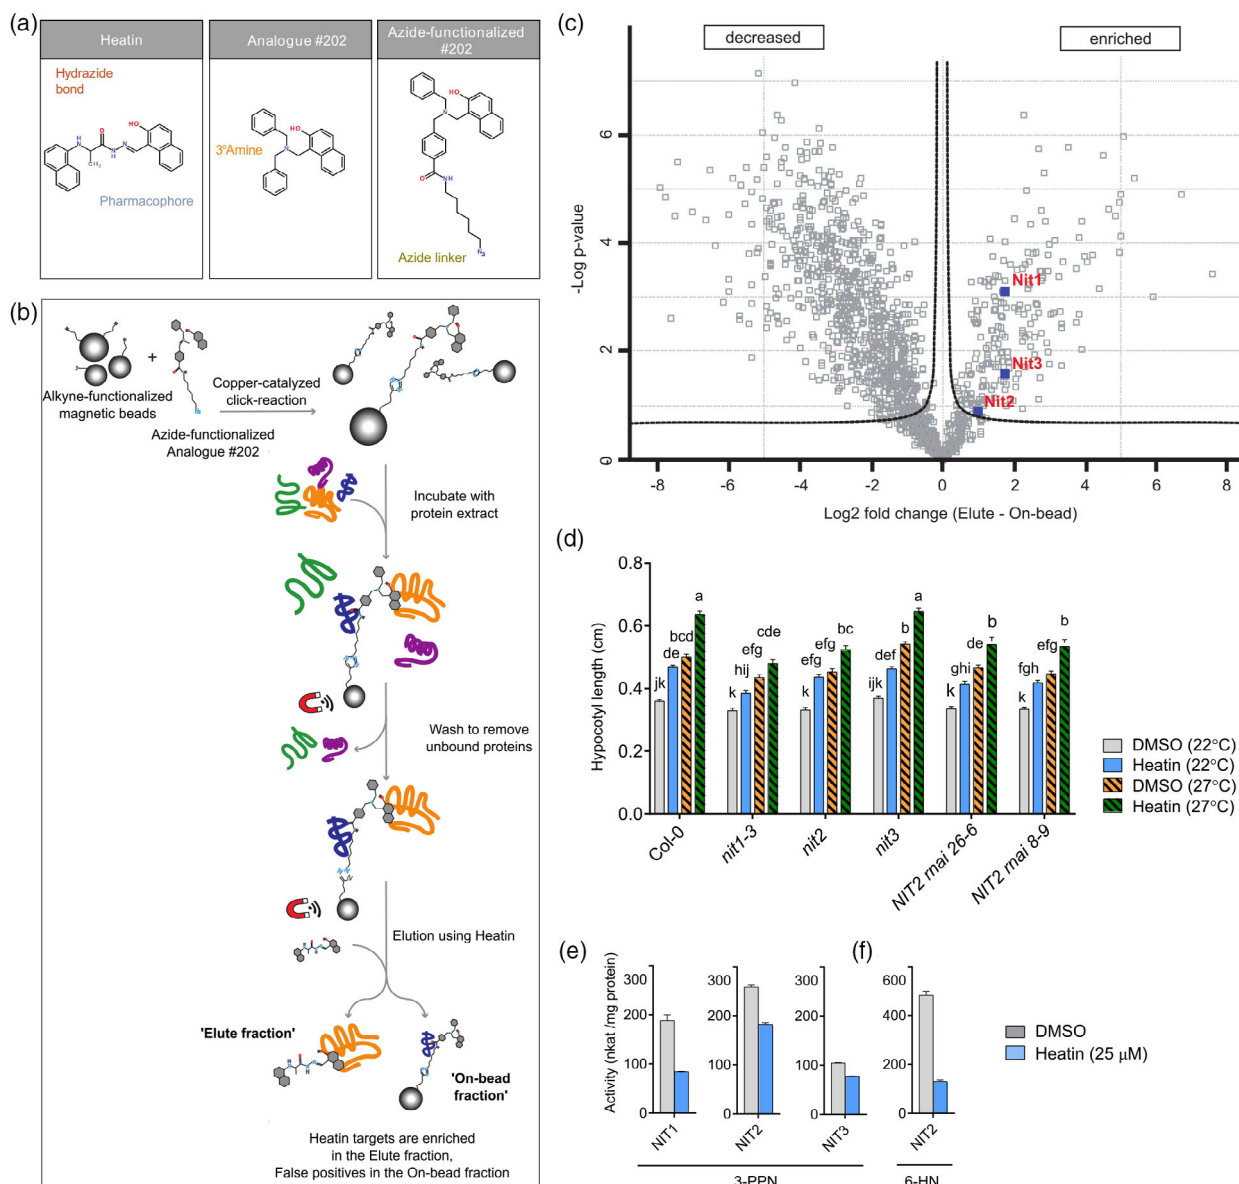 (a)
Heatin
Analogue #202
Azide-functionalized
#202
Hydrazide
bond
Pharmacophore
3°Amine
Azide linker
(b)
Alkyne-functionalized
magnetic beads
+
Copper-catalyzed
click-reaction
Azide-functionalized
Analogue #202
Incubate with
protein extract
Wash to remove
unbound proteins
Elution using Heatin
'Elute fraction'
'On-bead
fraction'
Heatin targets are enriched
in the Elute fraction,
False positives in the On-bead fraction
(c)
decreased
enriched
-Log p-value
6
4
2
0
Nit1
Nit3
Nit2
-8 -6 -4 -2 0 2 4 6 8
Log2 fold change (Elute - On-bead)
(d)
Hypocotyl length (cm)
0.8
0.6
0.4
0.2
0.0
jk de bcd a
k hij efg cde
k efg efg bc
ijk def b a
k ghi de b
k fgh efg b
Col-0
nit1-3
nit2
nit3
NIT2 rnai 26-6
NIT2 rnai 8-9
DMSO (22°C)
Heatin (22°C)
DMSO (27°C)
Heatin (27°C)
(e)
Activity (nkat /mg protein)
300
200
100
0
NIT1
300
200
100
0
NIT2
300
200
100
0
NIT3
3-PPN
(f)
600
400
200
0
NIT2
6-HN
DMSO
Heatin (25 μM)